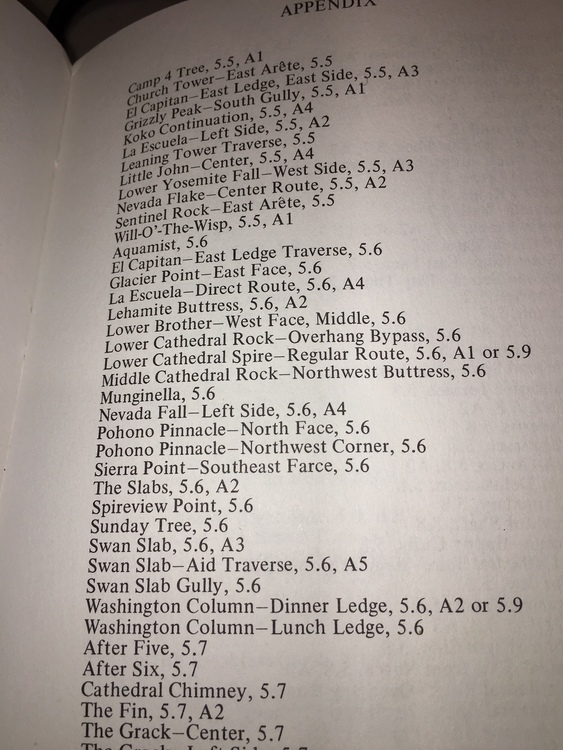 APPENDIX
Camp 4 Tree, 5.5, A1
Church Tower—East Arête, 5.5
El Capitan—East Ledge, East Side, 5.5, A3
Grizzly Peak—South Gully, 5.5, A1
Koko Continuation, 5.5, A4
La Escuela—Left Side, 5.5, A2
Leaning Tower Traverse, 5.5
Little John—Center, 5.5, A4
Lower Yosemite Fall—West Side, 5.5, A3
Nevada Flake—Center Route, 5.5, A2
Sentinel Rock—East Arête, 5.5
Will-O'-The-Wisp, 5.5, A1
Aquamist, 5.6
El Capitan—East Ledge Traverse, 5.6
Glacier Point—East Face, 5.6
La Escuela—Direct Route, 5.6, A4
Lehamite Buttress, 5.6, A2
Lower Brother—West Face, Middle, 5.6
Lower Cathedral Rock—Overhang Bypass, 5.6
Lower Cathedral Spire—Regular Route, 5.6, A1 or 5.9
Middle Cathedral Rock—Northwest Buttress, 5.6
Munginella, 5.6
Nevada Fall—Left Side, 5.6, A4
Pohono Pinnacle—North Face, 5.6
Pohono Pinnacle—Northwest Corner, 5.6
Sierra Point—Southeast Farce, 5.6
The Slabs, 5.6, A2
Spireview Point, 5.6
Sunday Tree, 5.6
Swan Slab, 5.6, A3
Swan Slab—Aid Traverse, 5.6, A5
Swan Slab Gully, 5.6
Washington Column—Dinner Ledge, 5.6, A2 or 5.9
Washington Column—Lunch Ledge, 5.6
After Five, 5.7
After Six, 5.7
Cathedral Chimney, 5.7
The Fin, 5.7, A2
The Grack—Center, 5.7
The Grack—Left Side, 5.7